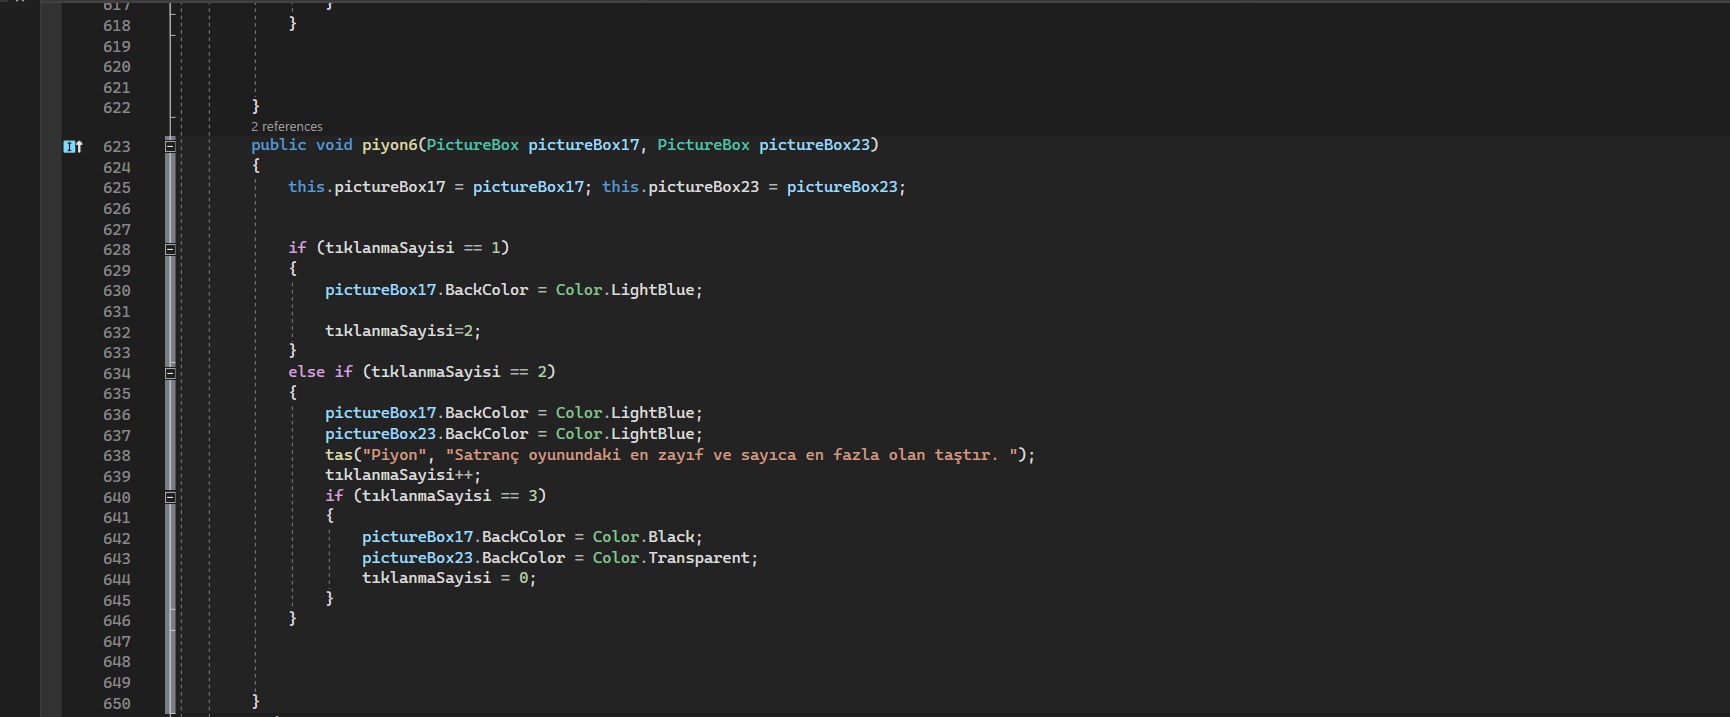 617 }
618 }
619
620
621
622 }
2 references
623 public void piyon6(PictureBox pictureBox17, PictureBox pictureBox23)
624 {
625 this.pictureBox17 = pictureBox17; this.pictureBox23 = pictureBox23;
626
627
628 if (tıklanmaSayisi == 1)
629 {
630 pictureBox17.BackColor = Color.LightBlue;
631
632 tıklanmaSayisi=2;
633 }
634 else if (tıklanmaSayisi == 2)
635 {
636 pictureBox17.BackColor = Color.LightBlue;
637 pictureBox23.BackColor = Color.LightBlue;
638 tas("Piyon", "Satranç oyunundaki en zayıf ve sayıca en fazla olan taştır. ");
639 tıklanmaSayisi++;
640 if (tıklanmaSayisi == 3)
641 {
642 pictureBox17.BackColor = Color.Black;
643 pictureBox23.BackColor = Color.Transparent;
644 tıklanmaSayisi = 0;
645 }
646 }
647
648
649
650 }